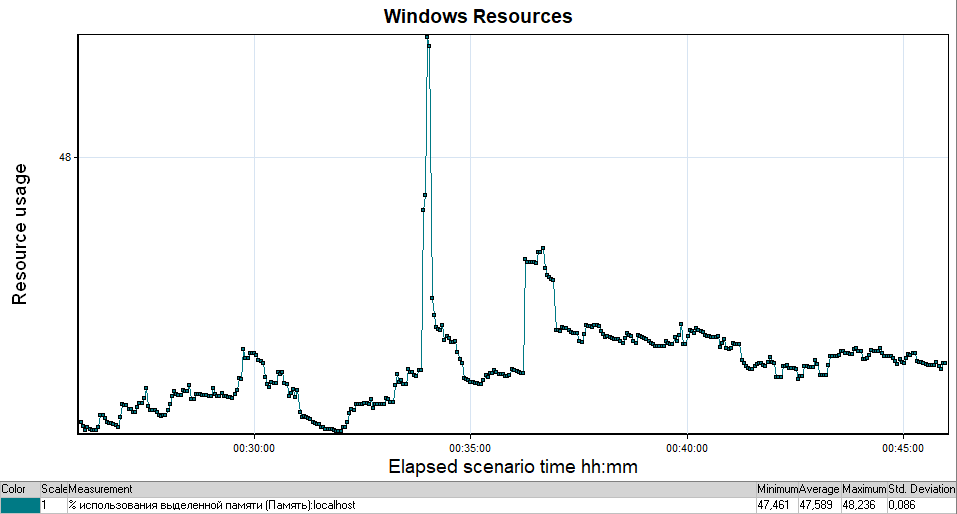 Windows Resources
48
Resource usage
00:30:00 00:35:00 00:40:00 00:45:00
Elapsed scenario time hh:mm
Color Scale Measurement Minimum Average Maximum Std. Deviation
1 % использования выделенной памяти (Память):localhost 47,461 47,589 48,236 0,086